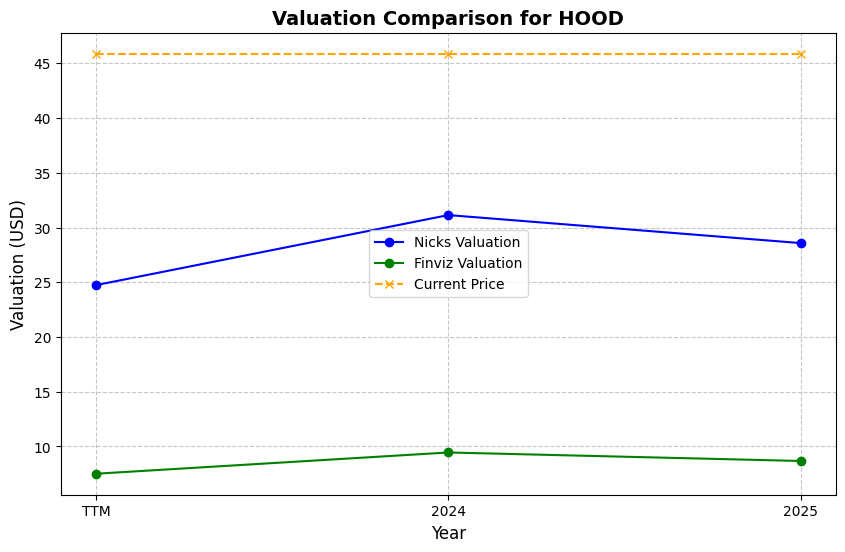 Valuation Comparison for HOOD
Valuation (USD)
45
40
35
30
25
20
15
10
Nicks Valuation
Finviz Valuation
Current Price
TTM
2024
2025
Year